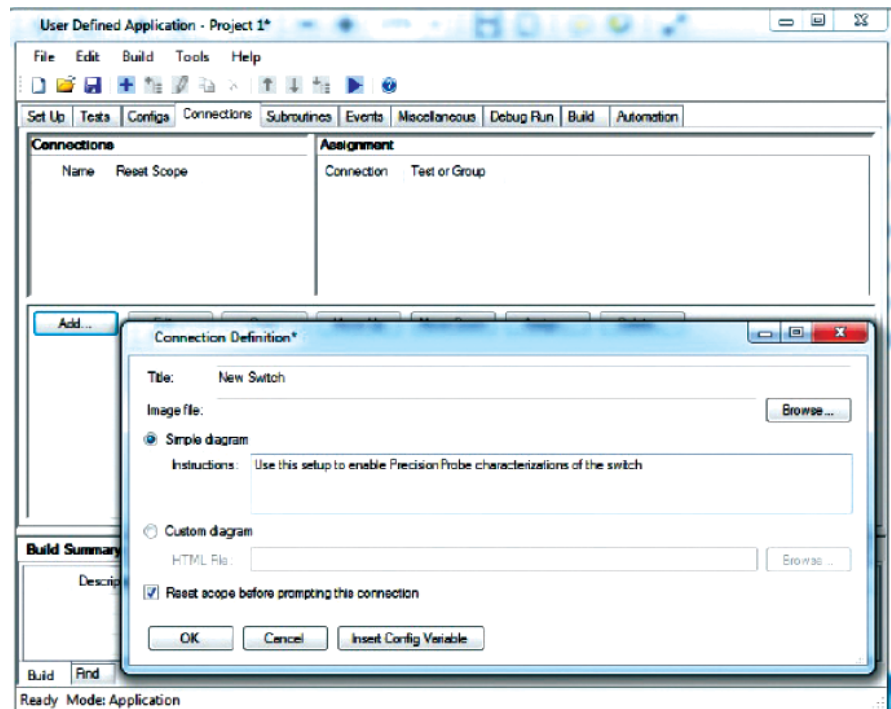 User Defined Application - Project 1*
File Edit Build Tools Help
Set Up Tests Configs Connections Subroutines Events Miscellaneous Debug Run Build Automation
Connections Assignment
Name Reset Scope Connection Test or Group
Add...
Connection Definition*
Title: New Switch
Image file: Browse...
Simple diagram
Instructions: Use this setup to enable Precision Probe characterizations of the switch
Custom diagram
HTML File: Browse...
Reset scope before prompting this connection
OK Cancel Insert Config Variable
Build Summary
Descrip
Build Find
Ready Mode: Application